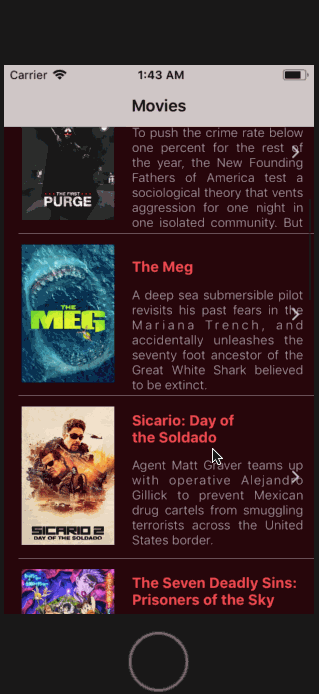 Carrier 1:43 AM
Movies
To push the crime rate below
one percent for the rest of
the year, the New Founding
Fathers of America test a
sociological theory that vents
aggression for one night in
one isolated community. But
THE FIRST
PURGE
The Meg
A deep sea submersible pilot
revisits his past fears in the
Mariana Trench, and
accidentally unleashes the
seventy foot ancestor of the
Great White Shark believed
to be extinct.
THE
MEG
Sicario: Day of
the Soldado
Agent Matt Graver teams up
with operative Alejandro
Gillick to prevent Mexican
drug cartels from smuggling
terrorists across the United
States border.
SICARIO 2
DAY OF THE SOLDADO
The Seven Deadly Sins:
Prisoners of the Sky